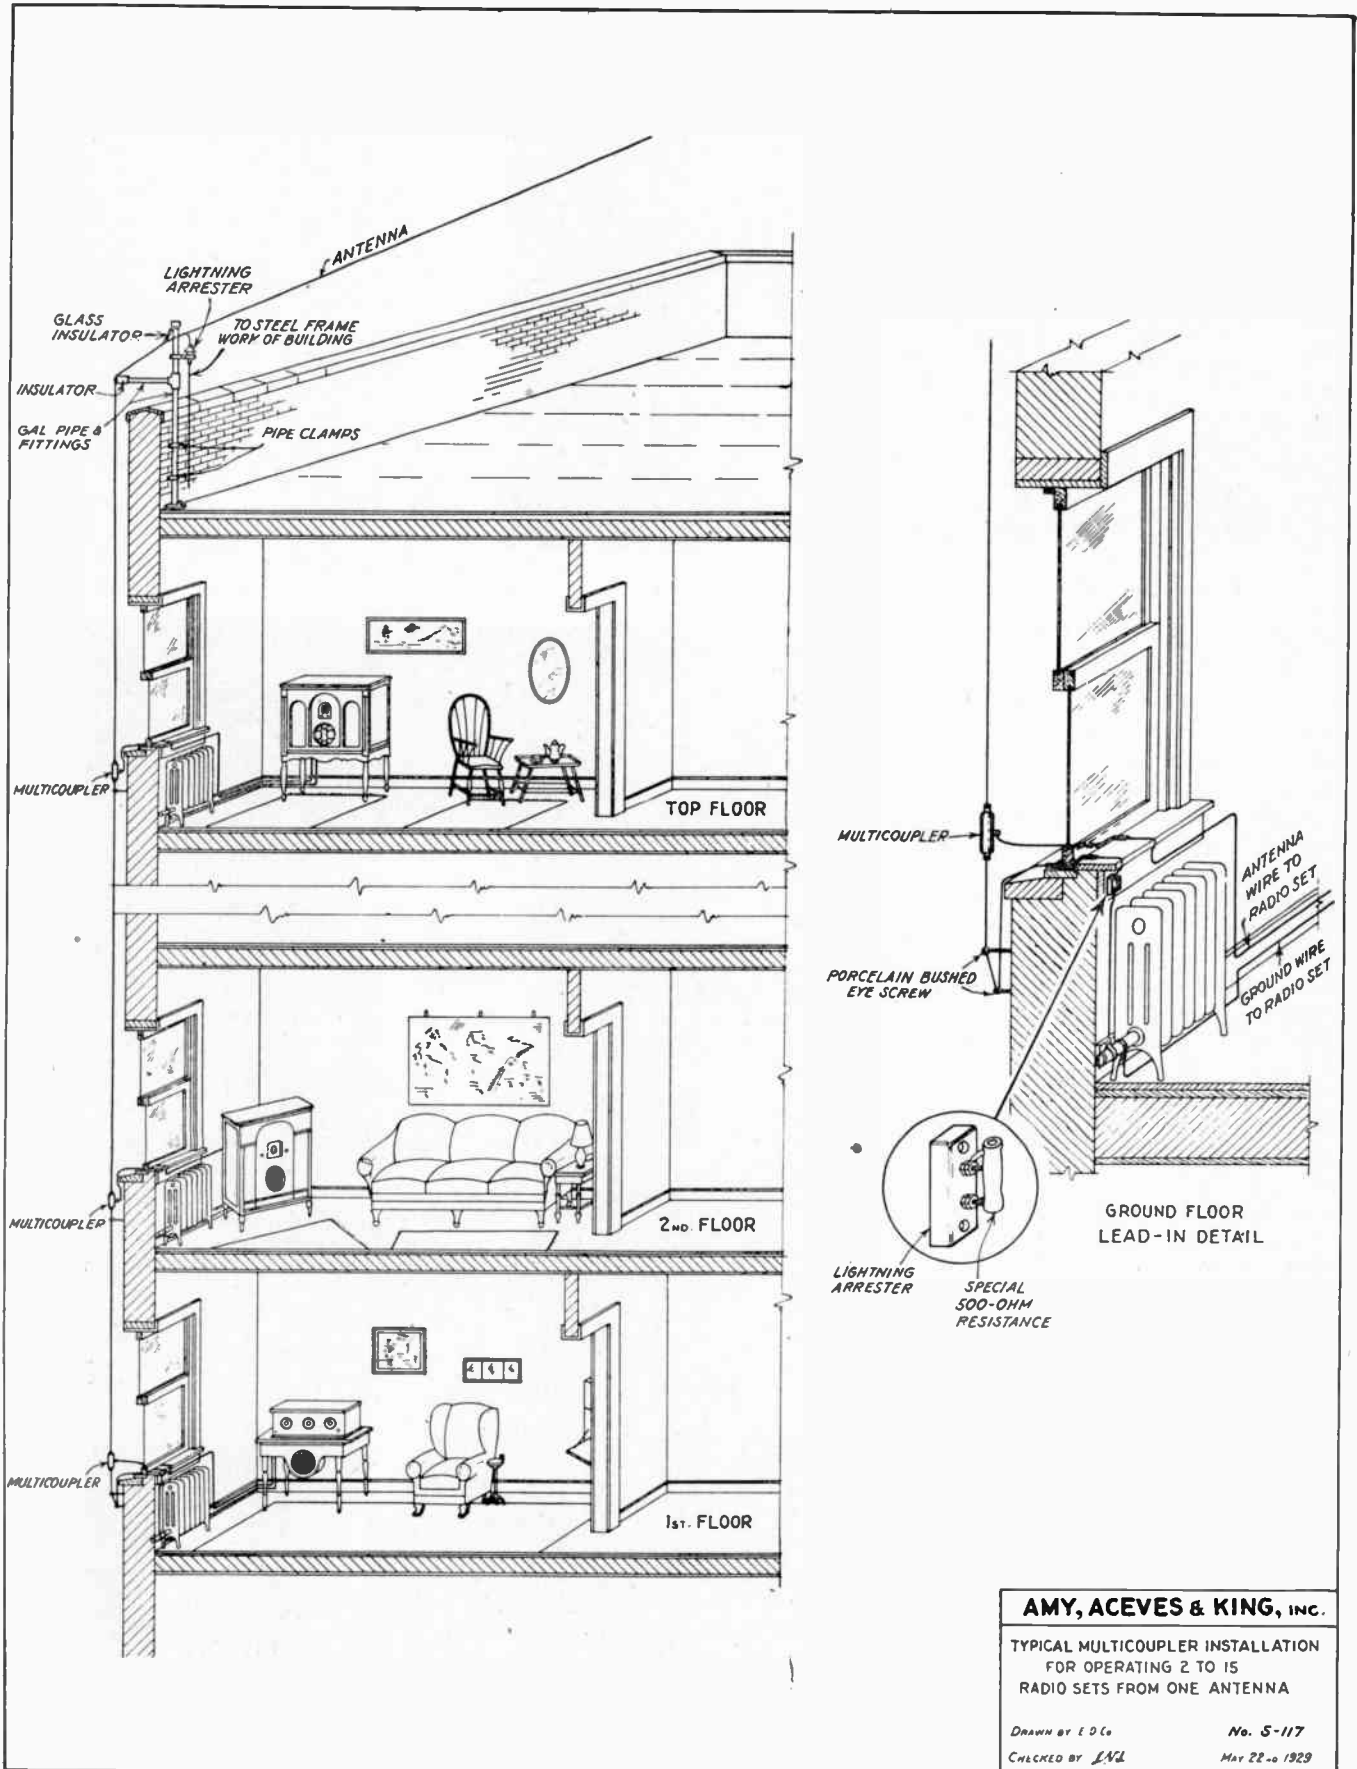 ANTENNA
LIGHTNING
ARRESTER
GLASS
INSULATOR
TO STEEL FRAME
WORK OF BUILDING
INSULATOR
GAL PIPE &
FITTINGS
PIPE CLAMPS
MULTICOUPLER
TOP FLOOR
MULTICOUPLER
2ND. FLOOR
MULTICOUPLER
1ST. FLOOR
MULTICOUPLER
ANTENNA
WIRE TO
RADIO SET
PORCELAIN BUSHED
EYE SCREW
GROUND WIRE
TO RADIO SET
GROUND FLOOR
LEAD-IN DETAIL
LIGHTNING
ARRESTER
SPECIAL
500-OHM
RESISTANCE
AMY, ACEVES & KING, INC.
TYPICAL MULTICOUPLER INSTALLATION
FOR OPERATING 2 TO 15
RADIO SETS FROM ONE ANTENNA
DRAWN BY
No. S-117
CHECKED BY
MAY 22 1929